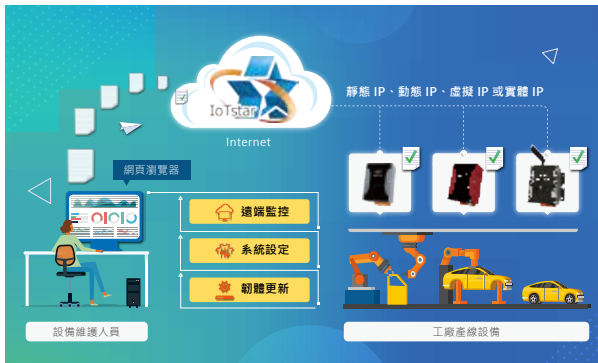 IoTstar
Internet
靜態 IP、動態 IP、虛擬 IP 或實體 IP
網頁瀏覽器
遠端監控
系統設定
韌體更新
設備維護人員
工廠產線設備